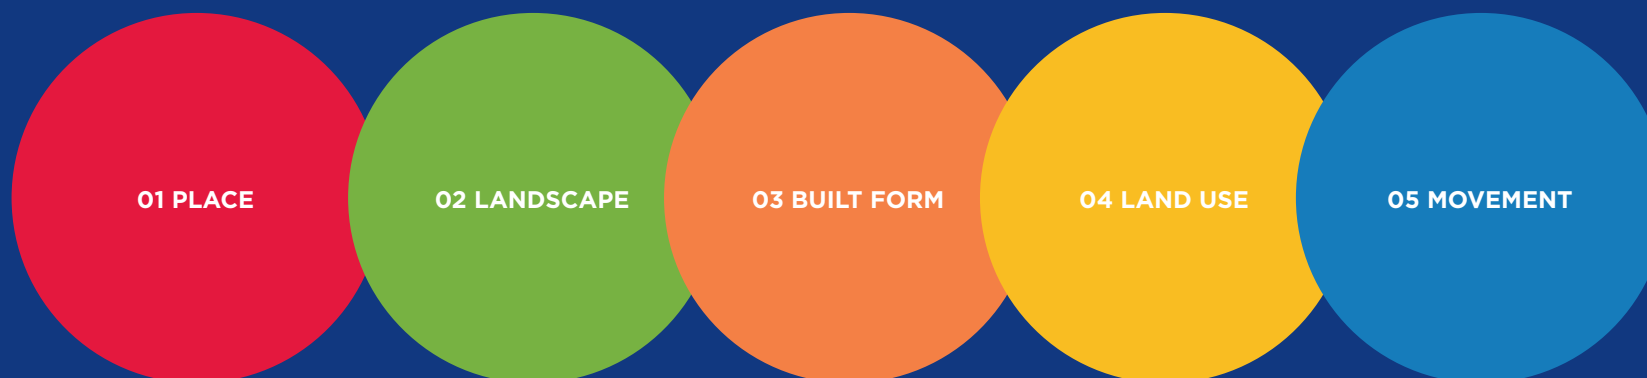 01 PLACE
02 LANDSCAPE
03 BUILT FORM
04 LAND USE
05 MOVEMENT